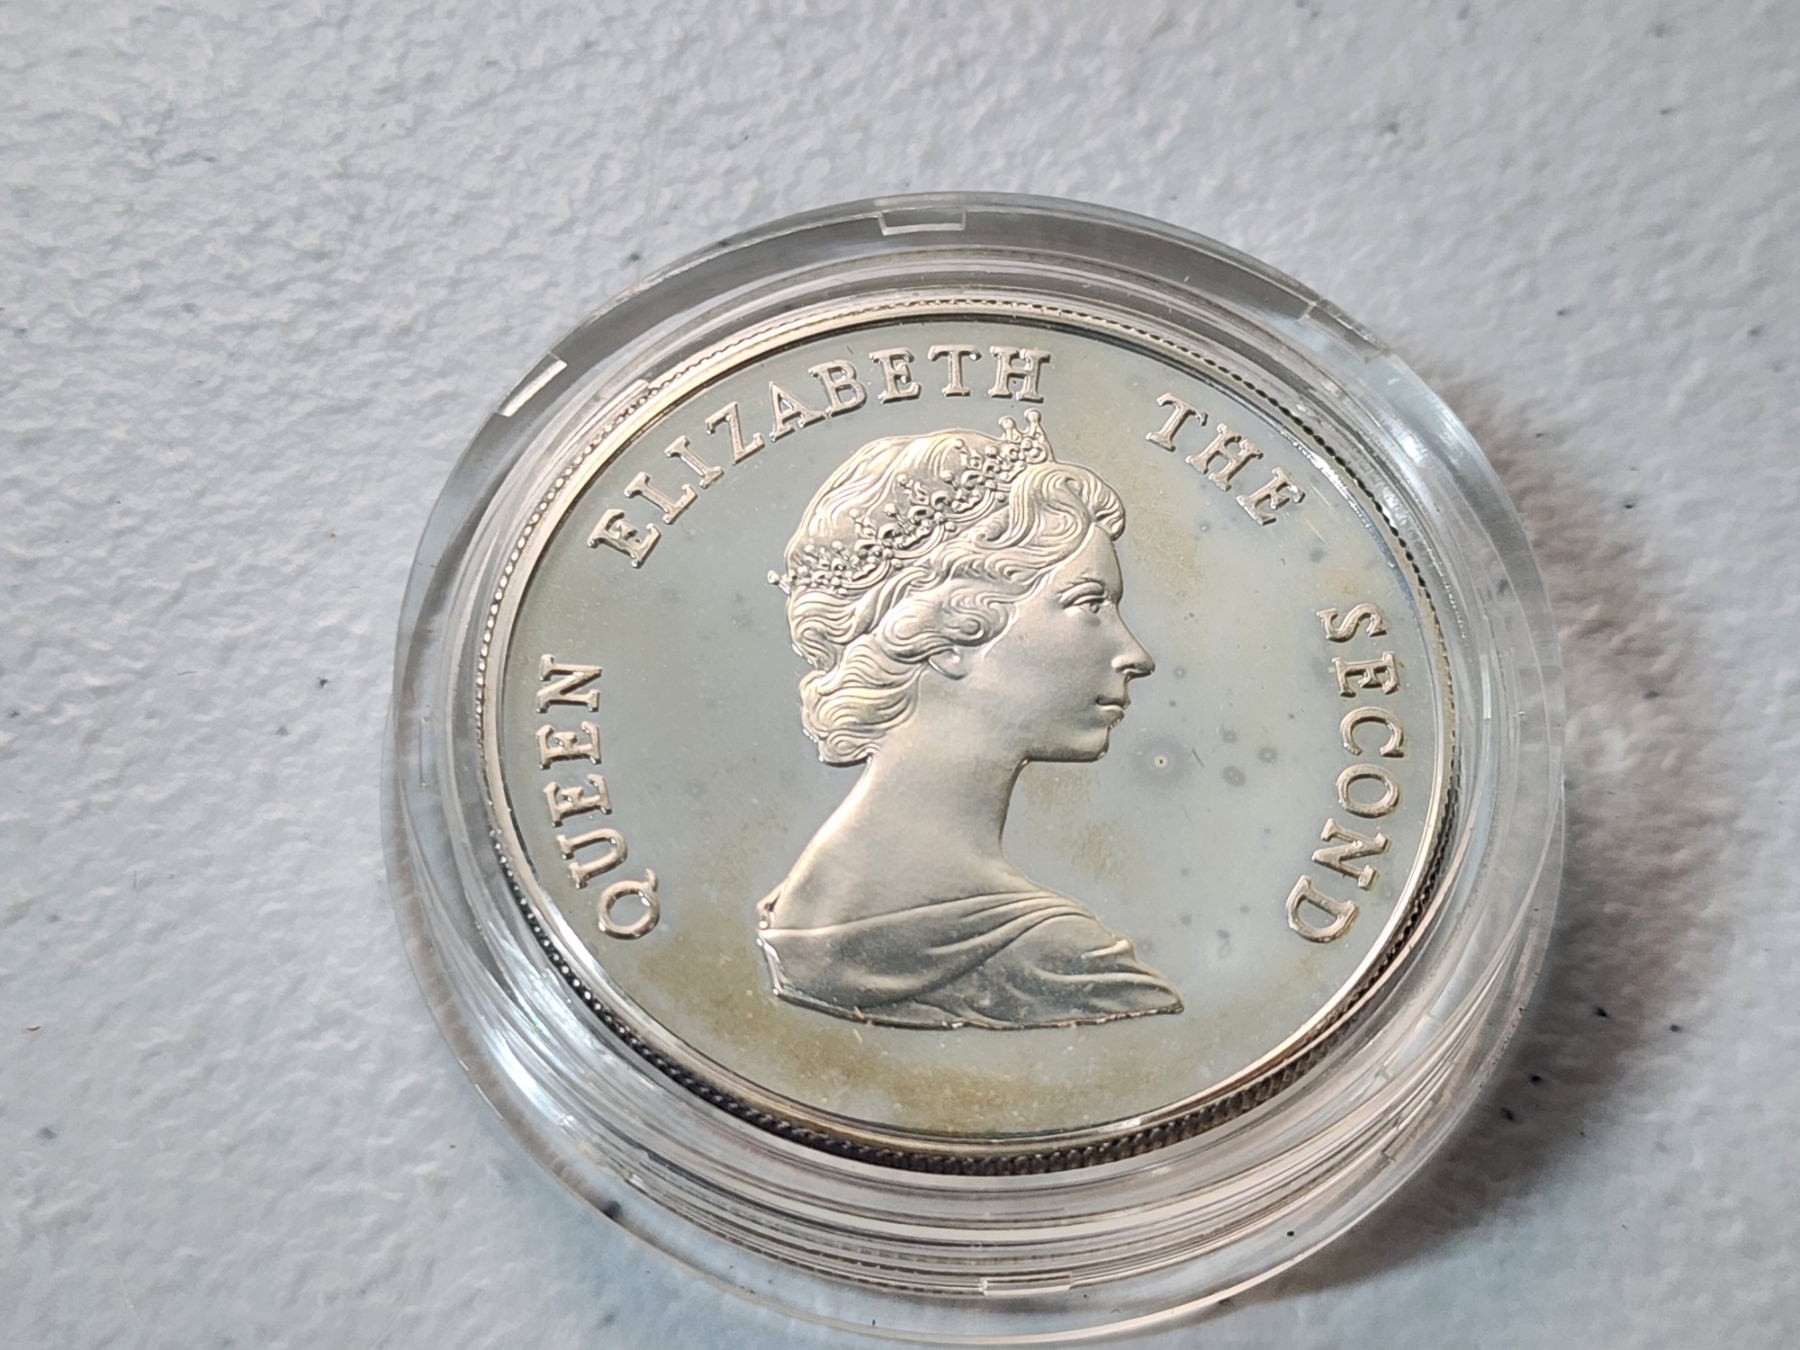 QUEEN ELIZABETH THE SECOND